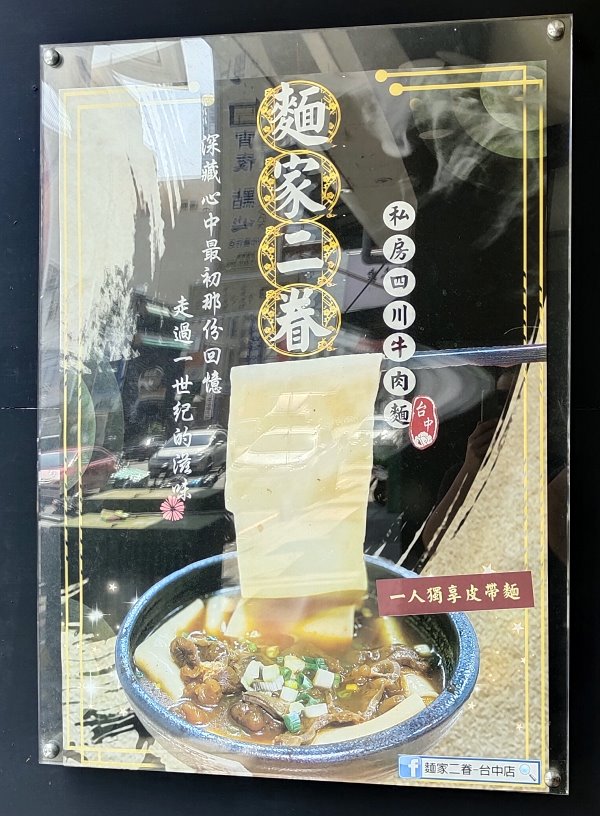 麵家二眷
私房四川牛肉麵
台中
深藏心中最初那份回憶
走過一世紀的滋味
一人獨享皮帶麵
f 麵家二眷-台中店